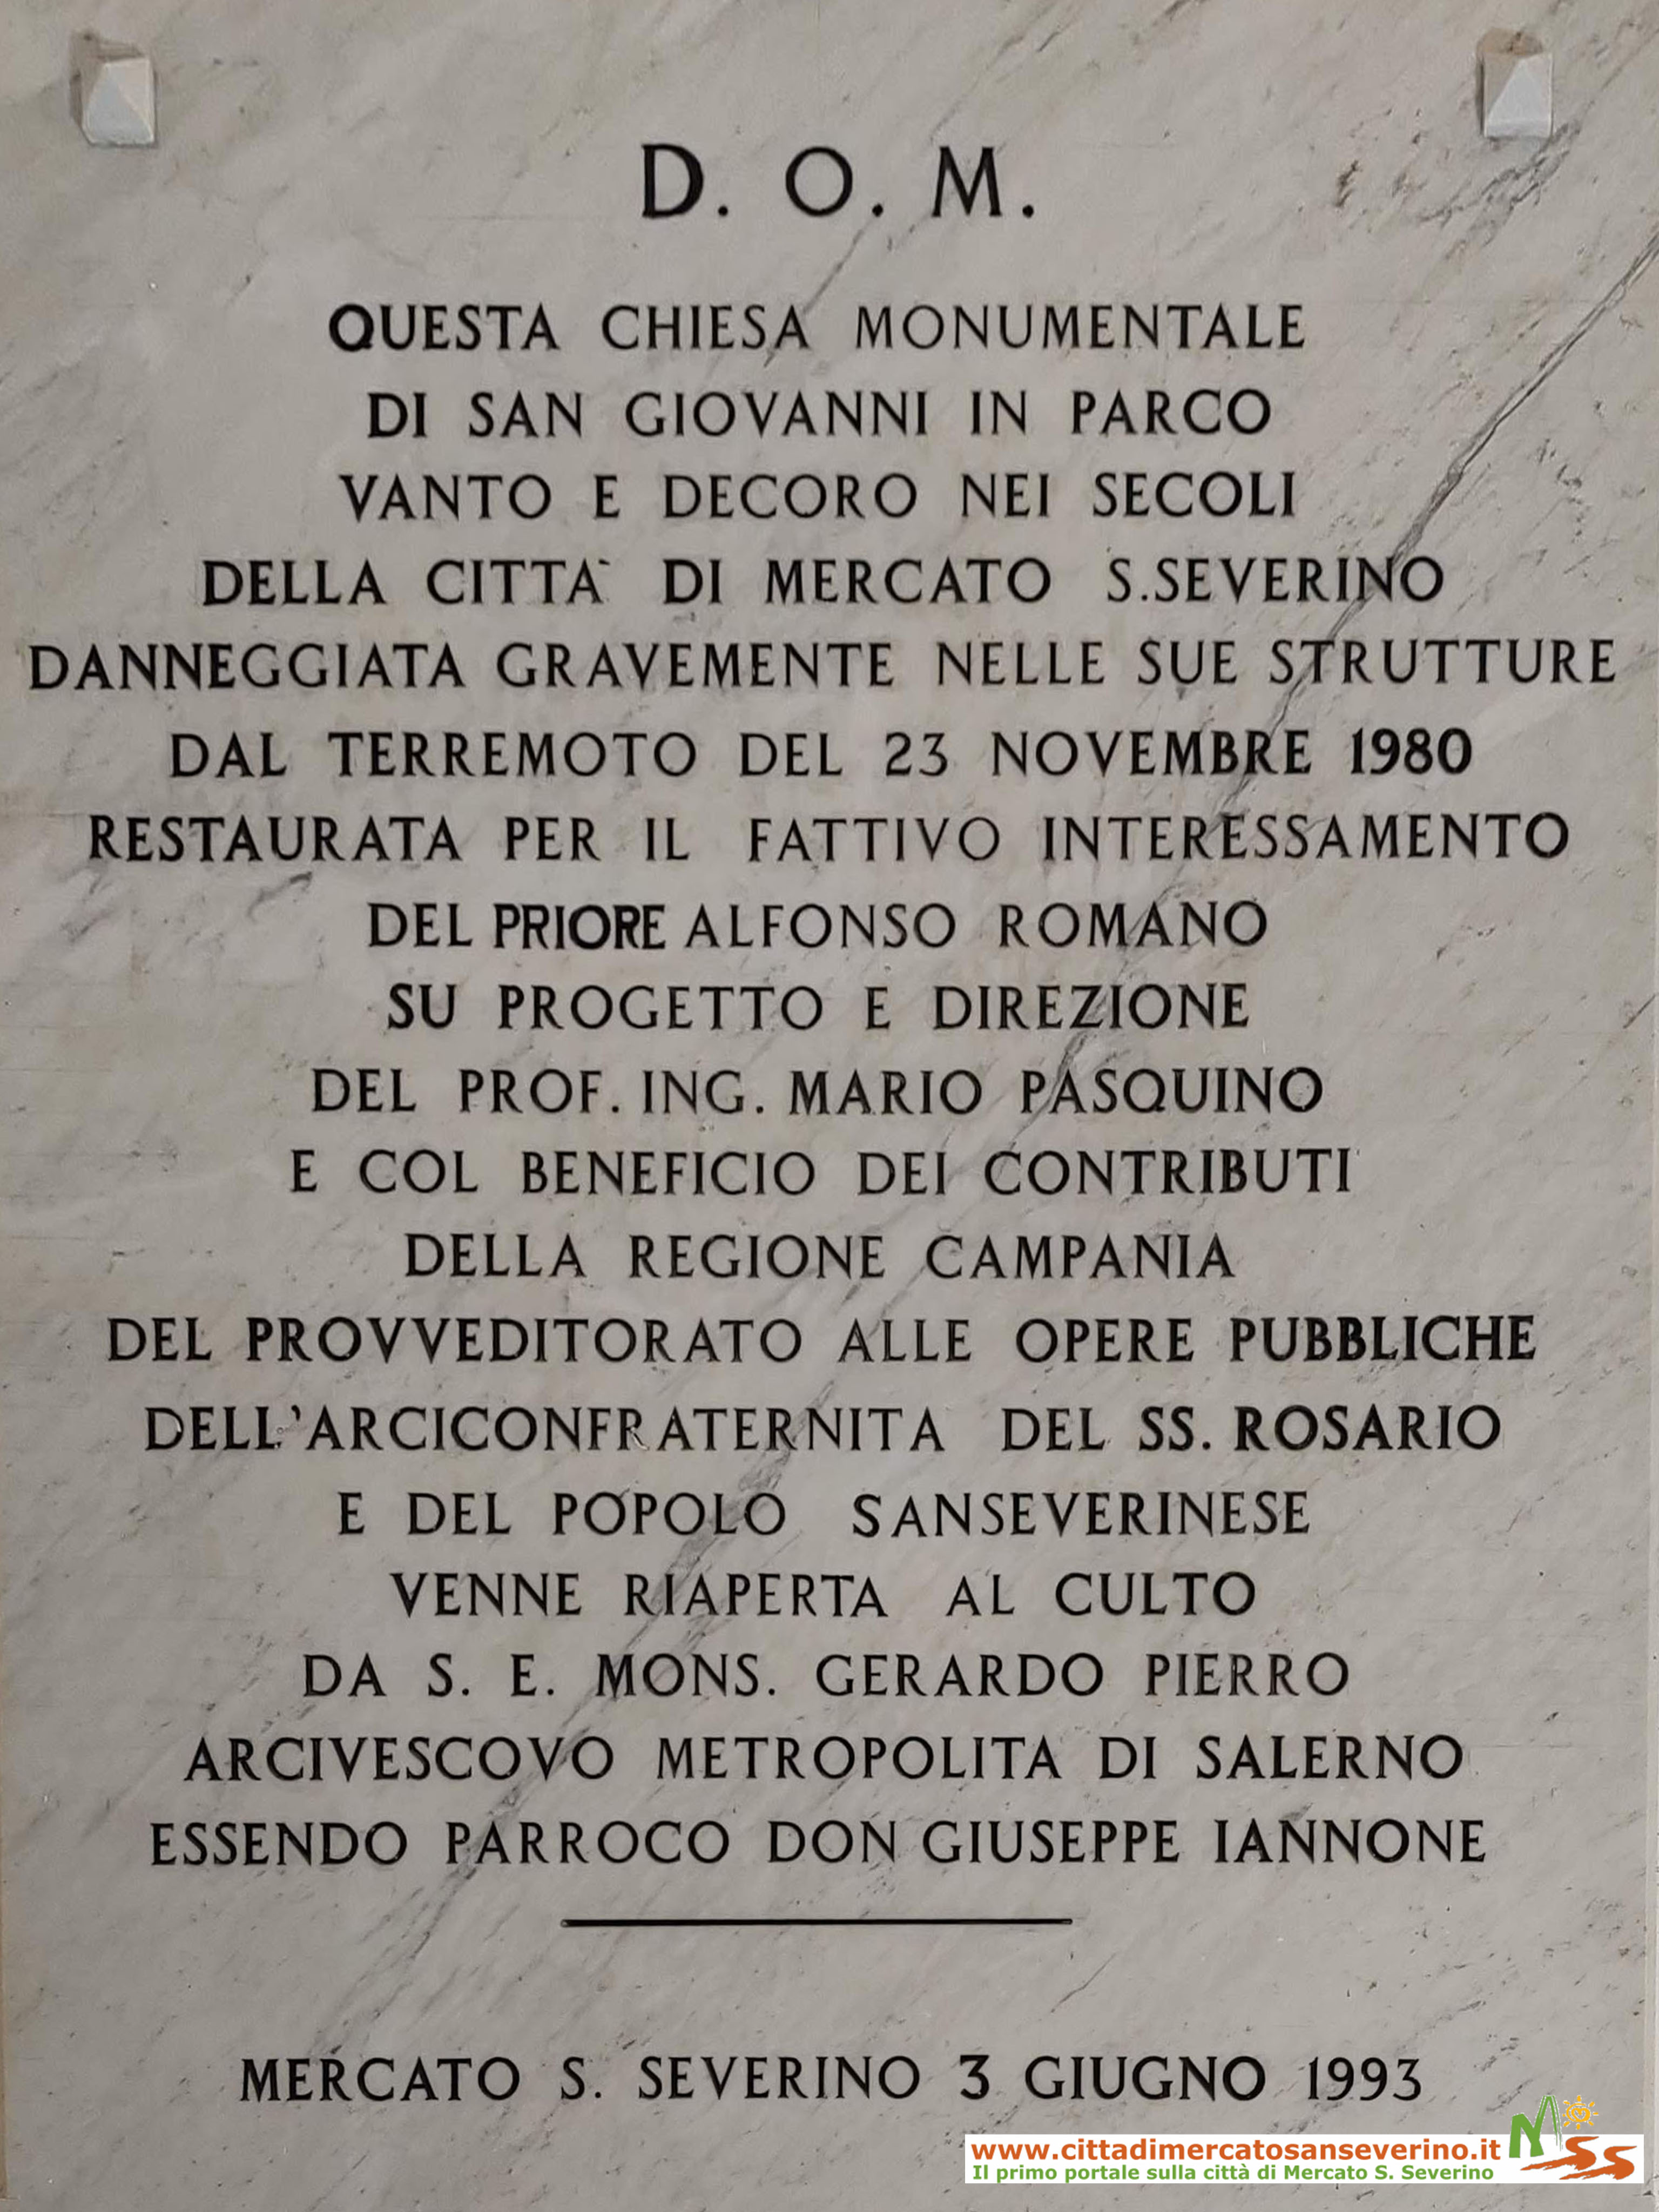 D. O. M.
QUESTA CHIESA MONUMENTALE
DI SAN GIOVANNI IN PARCO
VANTO E DECORO NEI SECOLI
DELLA CITTA` DI MERCATO S.SEVERINO
DANNEGGIATA GRAVEMENTE NELLE SUE STRUTTURE
DAL TERREMOTO DEL 23 NOVEMBRE 1980
RESTAURATA PER IL FATTIVO INTERESSAMENTO
DEL PRIORE ALFONSO ROMANO
SU PROGETTO E DIREZIONE
DEL PROF. ING. MARIO PASQUINO
E COL BENEFICIO DEI CONTRIBUTI
DELLA REGIONE CAMPANIA
DEL PROVVEDITORATO ALLE OPERE PUBBLICHE
DELL'ARCICONFRATERNITA DEL SS. ROSARIO
E DEL POPOLO SANSEVERINESE
VENNE RIAPERTA AL CULTO
DA S. E. MONS. GERARDO PIERRO
ARCIVESCOVO METROPOLITA DI SALERNO
ESSENDO PARROCO DON GIUSEPPE IANNONE
MERCATO S. SEVERINO 3 GIUGNO 1993
www.cittadimercatosanseverino.it
Il primo portale sulla città di Mercato S. Severino
MSS